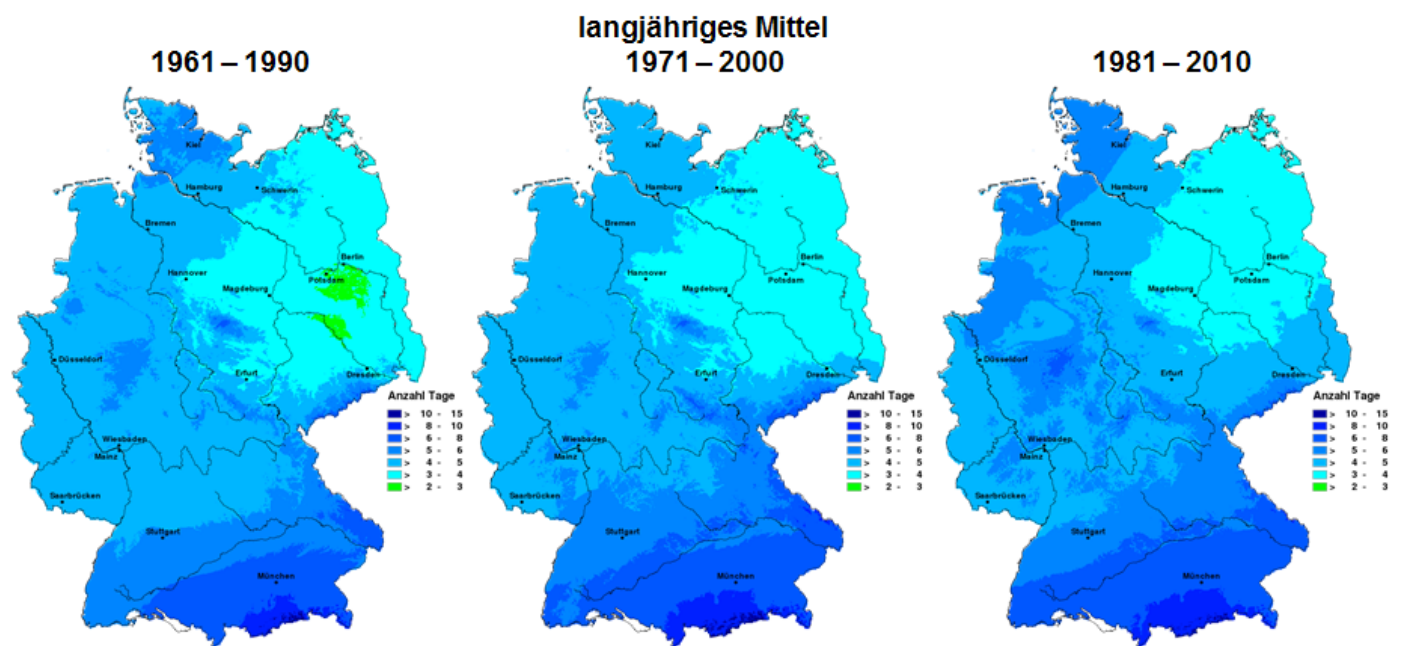 langjähriges Mittel
1961 – 1990
1971 – 2000
1981 – 2010
Kiel
Hamburg
Schwerin
Bremen
Berlin
Hannover
Potsdam
Magdeburg
Düsseldorf
Erfurt
Dresden
Wiesbaden
Mainz
Saarbrücken
Stuttgart
München
Anzahl Tage
> 10 - 15
> 8 - 10
> 6 - 8
> 5 - 6
> 4 - 5
> 3 - 4
> 2 - 3
Kiel
Hamburg
Schwerin
Bremen
Berlin
Hannover
Potsdam
Magdeburg
Düsseldorf
Erfurt
Dresden
Wiesbaden
Mainz
Saarbrücken
Stuttgart
München
Anzahl Tage
> 10 - 15
> 8 - 10
> 6 - 8
> 5 - 6
> 4 - 5
> 3 - 4
> 2 - 3
Kiel
Hamburg
Schwerin
Bremen
Berlin
Hannover
Potsdam
Magdeburg
Düsseldorf
Erfurt
Dresden
Wiesbaden
Mainz
Saarbrücken
Stuttgart
München
Anzahl Tage
> 10 - 15
> 8 - 10
> 6 - 8
> 5 - 6
> 4 - 5
> 3 - 4
> 2 - 3